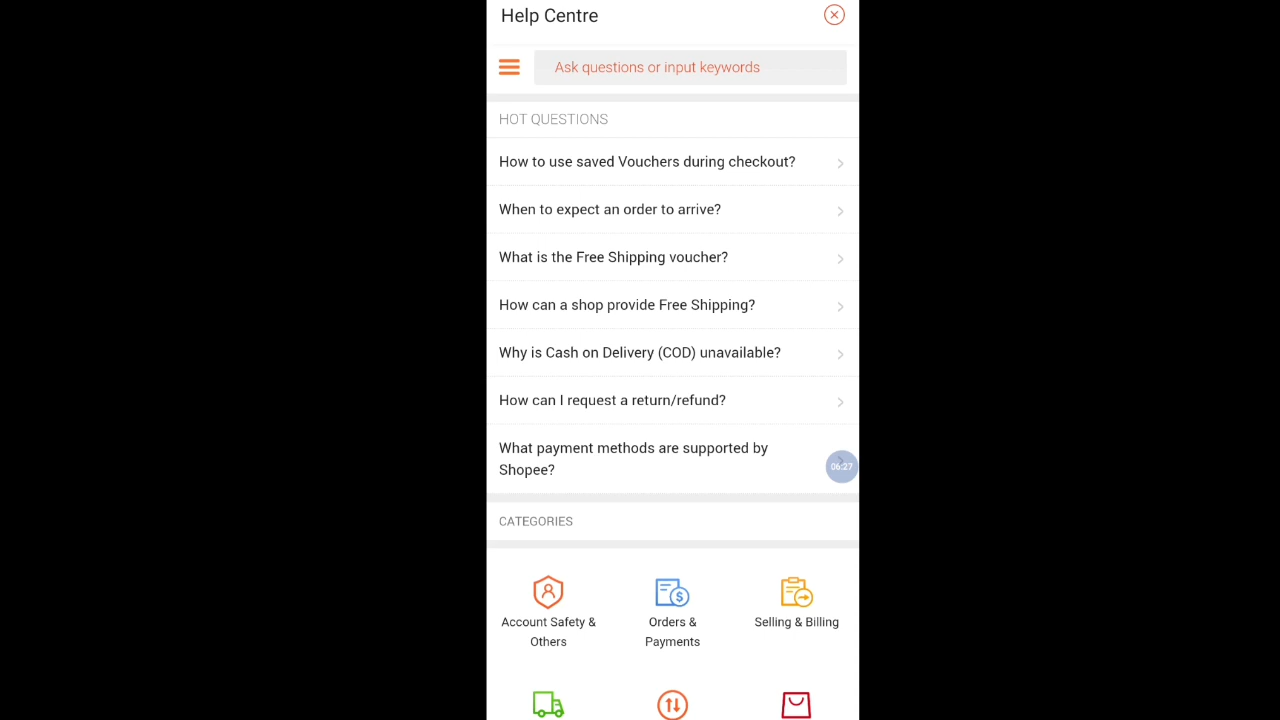 Help Centre
Ask questions or input keywords
HOT QUESTIONS
How to use saved Vouchers during checkout?
When to expect an order to arrive?
What is the Free Shipping voucher?
How can a shop provide Free Shipping?
Why is Cash on Delivery (COD) unavailable?
How can I request a return/refund?
What payment methods are supported by
Shopee?
06:27
CATEGORIES
Account Safety &
Others
Orders &
Payments
Selling & Billing